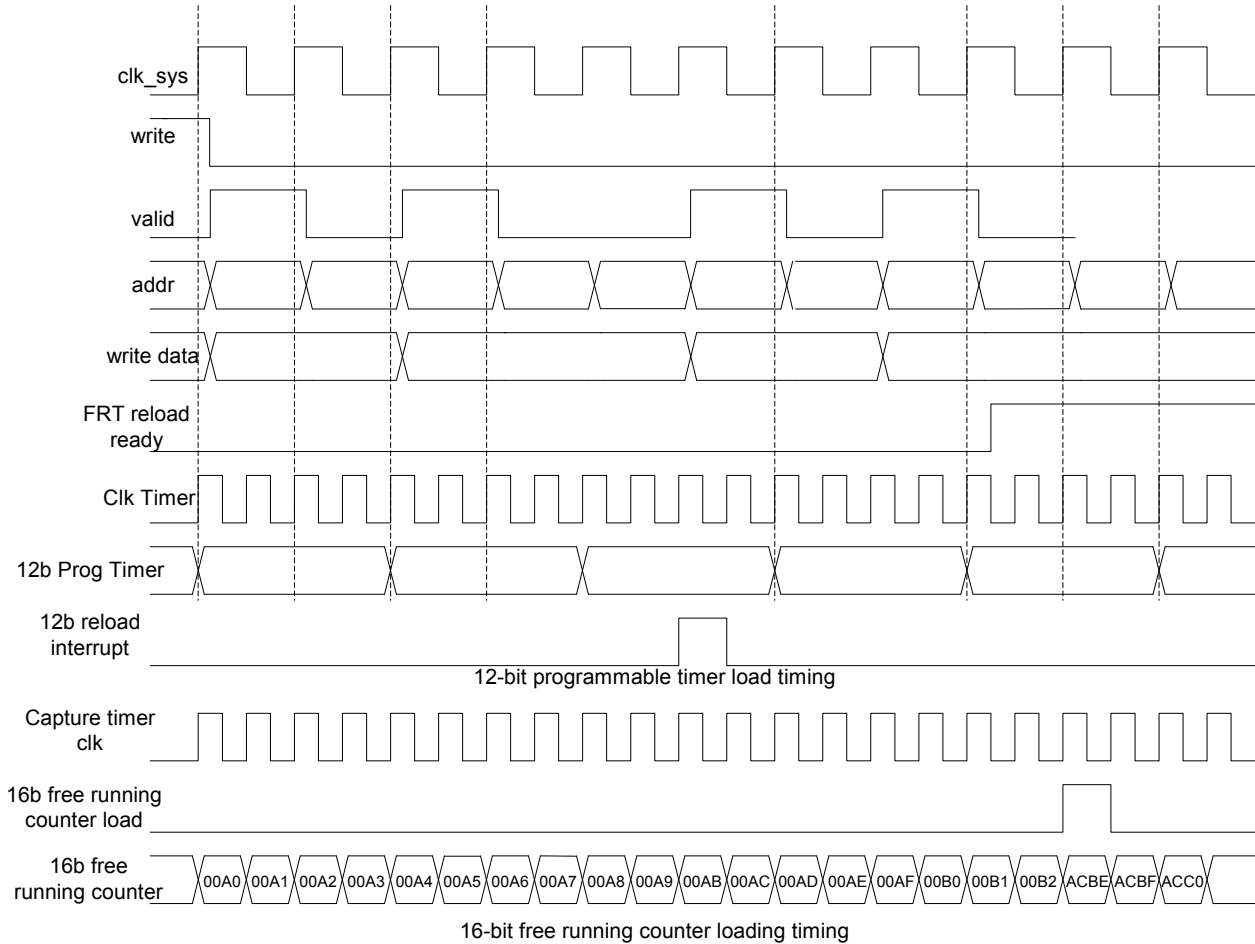 clk_sys
write
valid
addr
write data
FRT reload
ready
Clk Timer
12b Prog Timer
12b reload
interrupt
12-bit programmable timer load timing
Capture timer
clk
16b free running
counter load
16b free
running counter
00A0 00A1 00A2 00A3 00A4 00A5 00A6 00A7 00A8 00A9 00AB 00AC 00AD 00AE 00AF 00B0 00B1 00B2 ACBE ACBF ACC0
16-bit free running counter loading timing